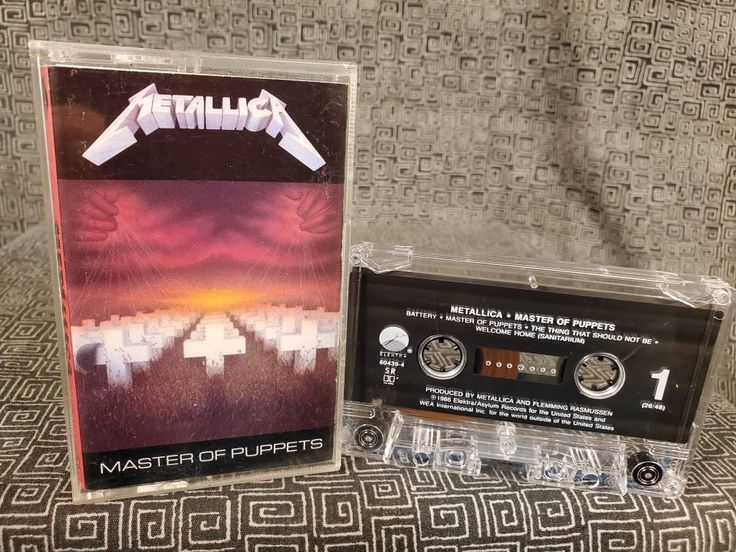 METALLICA
MASTER OF PUPPETS
METALLICA • MASTER OF PUPPETS
BATTERY • MASTER OF PUPPETS • THE THING THAT SHOULD NOT BE •
WELCOME HOME (SANITARIUM)
ELEKTRA
60439-4
SR
1
(26:48)
PRODUCED BY METALLICA AND FLEMMING RASMUSSEN
℗1986 Elektra/Asylum Records for the United States and
WEA International Inc. for the world outside of the United States